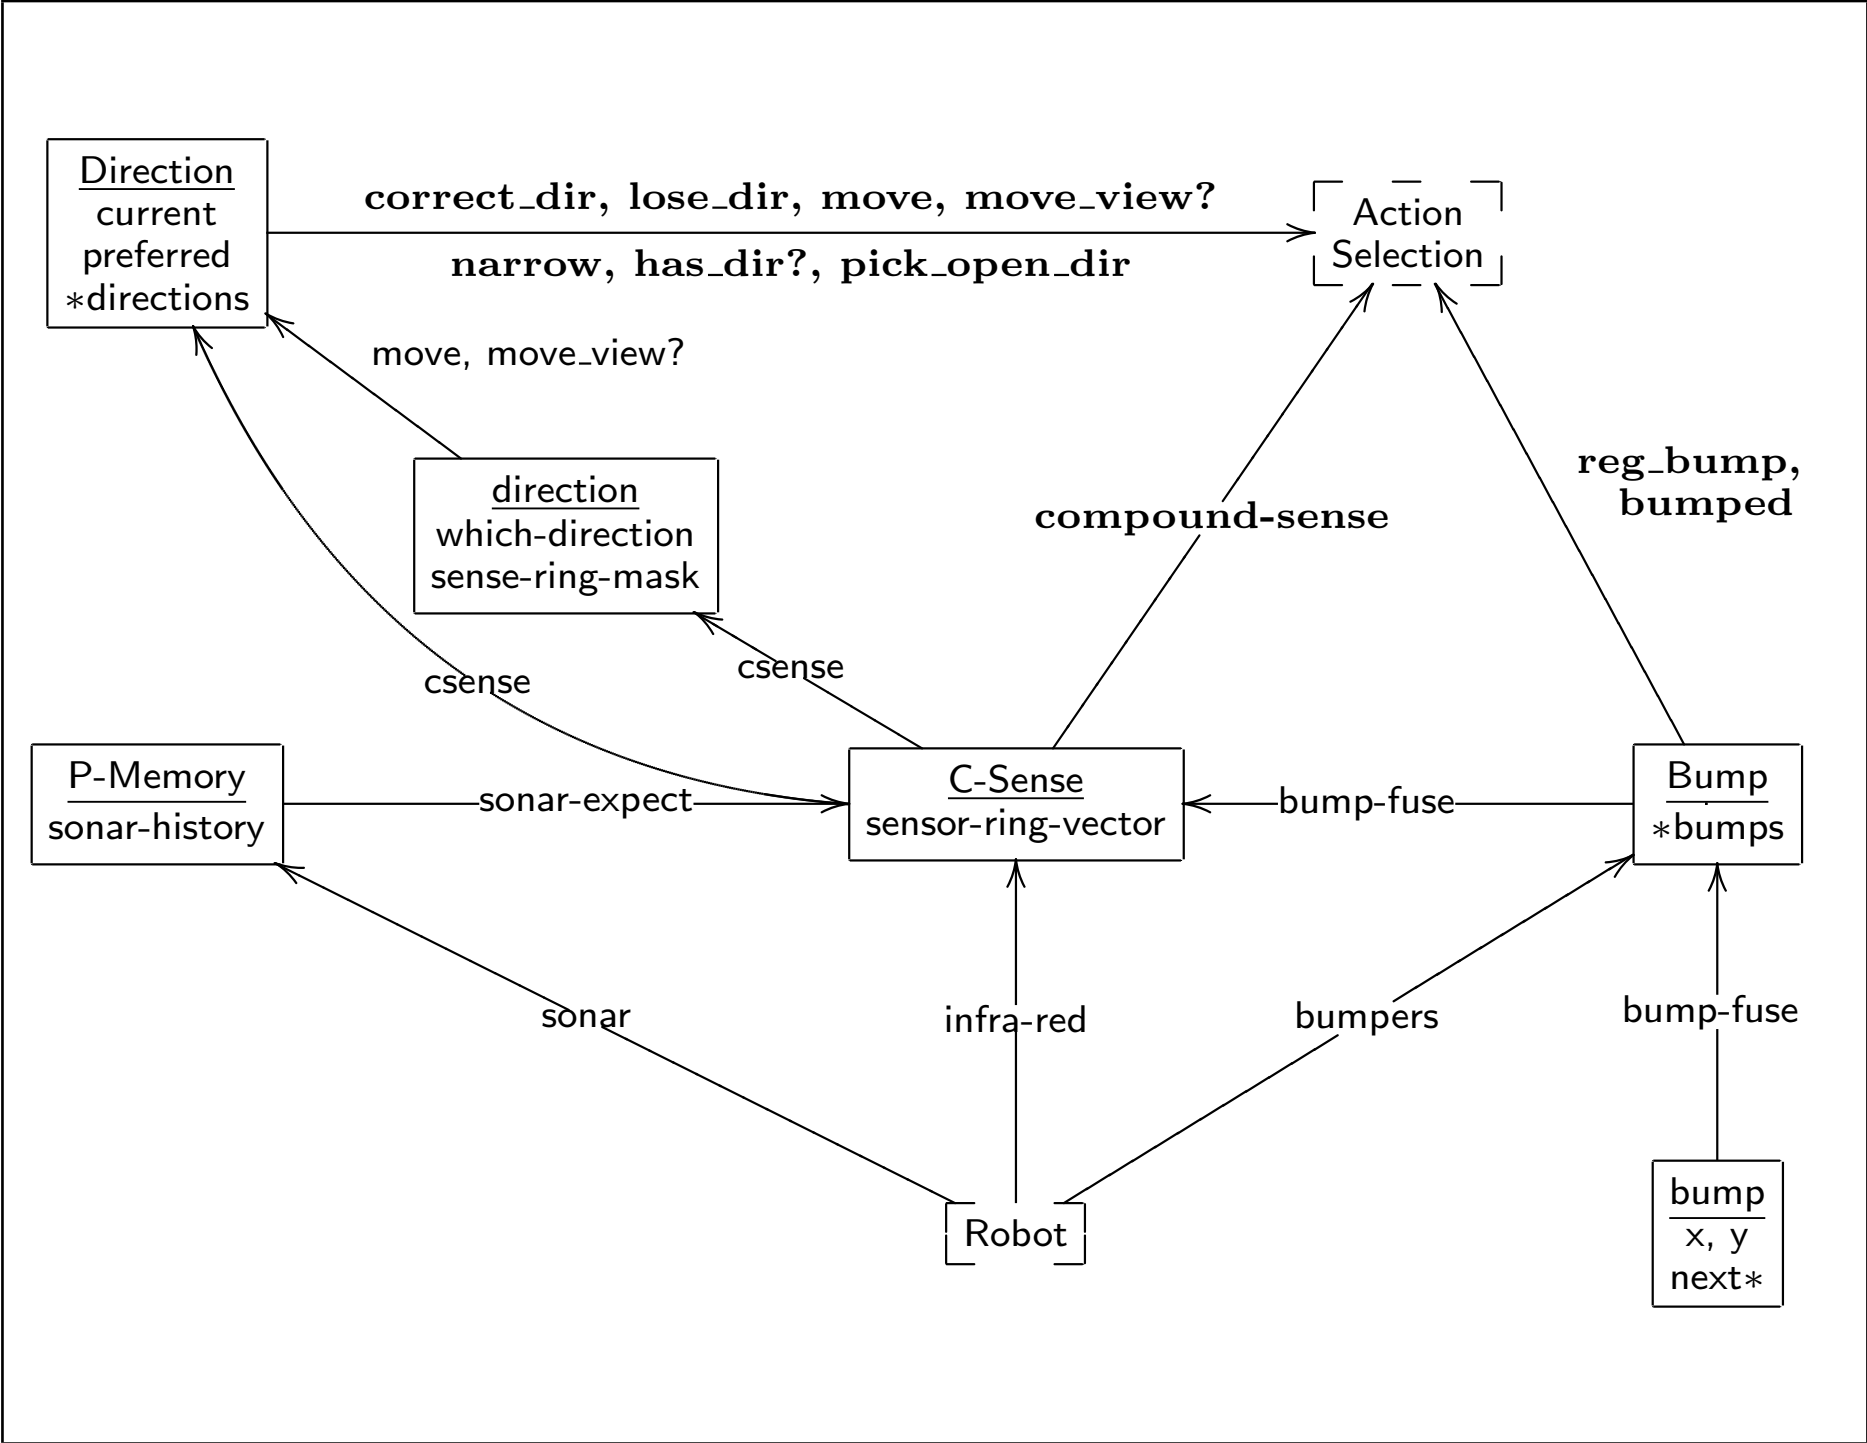 Direction
current
preferred
*directions
correct_dir, lose_dir, move, move_view?
narrow, has_dir?, pick_open_dir
Action
Selection
move, move_view?
direction
which-direction
sense-ring-mask
reg_bump,
bumped
compound-sense
csense
csense
P-Memory
sonar-history
sonar-expect
C-Sense
sensor-ring-vector
bump-fuse
Bump
*bumps
sonar
infra-red
bumpers
bump-fuse
Robot
bump
x, y
next*